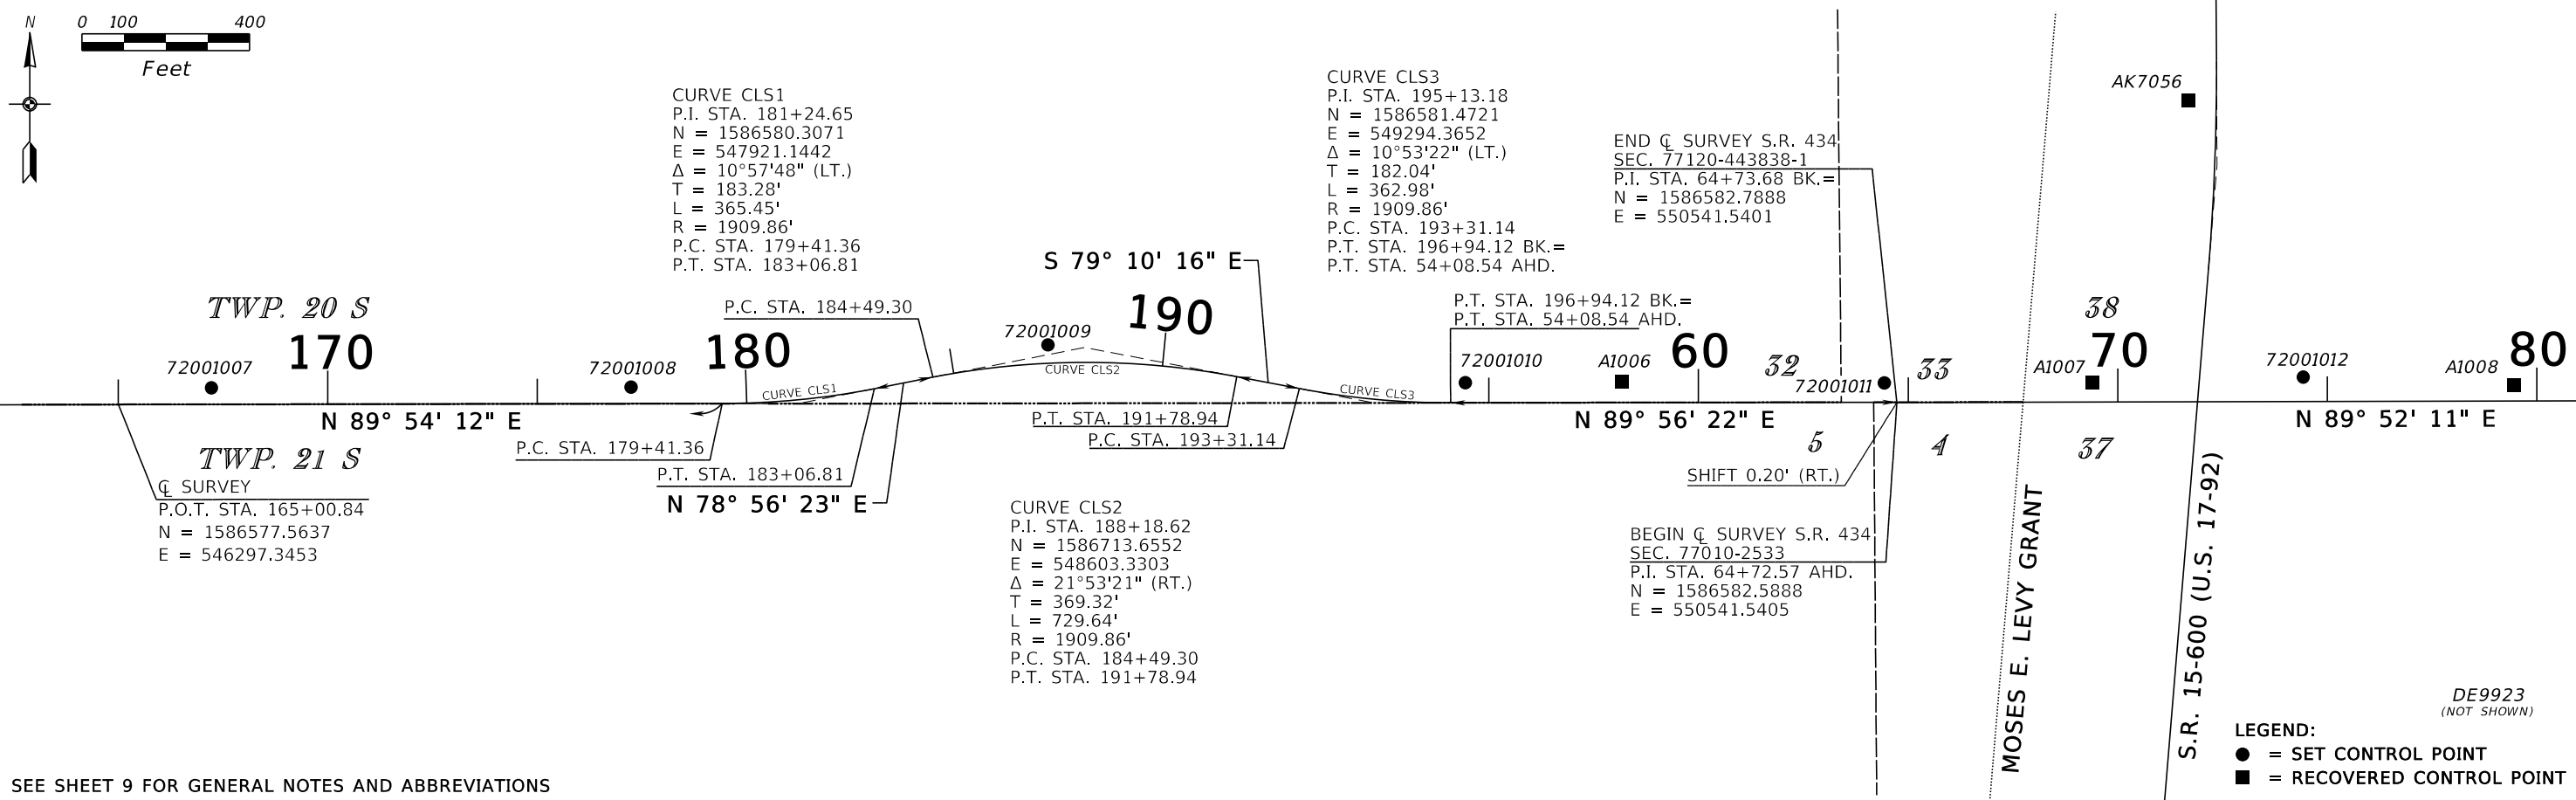 N
0 100 400
Feet
CURVE CLS1
P.I. STA. 181+24.65
N = 1586580.3071
E = 547921.1442
Δ = 10°57'48" (LT.)
T = 183.28'
L = 365.45'
R = 1909.86'
P.C. STA. 179+41.36
P.T. STA. 183+06.81
CURVE CLS3
P.I. STA. 195+13.18
N = 1586581.4721
E = 549294.3652
Δ = 10°53'22" (LT.)
T = 182.04'
L = 362.98'
R = 1909.86'
P.C. STA. 193+31.14
P.T. STA. 196+94.12 BK.=
P.T. STA. 54+08.54 AHD.
END ℄ SURVEY S.R. 434
SEC. 77120-443838-1
P.I. STA. 64+73.68 BK.=
N = 1586582.7888
E = 550541.5401
AK7056
S 79° 10' 16" E
P.C. STA. 184+49.30
P.T. STA. 196+94.12 BK.=
P.T. STA. 54+08.54 AHD.
TWP. 20 S
170
180
190
60
70
80
72001007
72001008
72001009
72001010
A1006
32
72001011
33
38
A1007
72001012
A1008
CURVE CLS1
CURVE CLS2
CURVE CLS3
N 89° 54' 12" E
N 89° 56' 22" E
N 89° 52' 11" E
P.T. STA. 191+78.94
P.C. STA. 193+31.14
P.C. STA. 179+41.36
P.T. STA. 183+06.81
N 78° 56' 23" E
TWP. 21 S
5
4
37
SHIFT 0.20' (RT.)
℄ SURVEY
P.O.T. STA. 165+00.84
N = 1586577.5637
E = 546297.3453
CURVE CLS2
P.I. STA. 188+18.62
N = 1586713.6552
E = 548603.3303
Δ = 21°53'21" (RT.)
T = 369.32'
L = 729.64'
R = 1909.86'
P.C. STA. 184+49.30
P.T. STA. 191+78.94
BEGIN ℄ SURVEY S.R. 434
SEC. 77010-2533
P.I. STA. 64+72.57 AHD.
N = 1586582.5888
E = 550541.5405
MOSES E. LEVY GRANT
S.R. 15-600 (U.S. 17-92)
DE9923
(NOT SHOWN)
LEGEND:
● = SET CONTROL POINT
■ = RECOVERED CONTROL POINT
SEE SHEET 9 FOR GENERAL NOTES AND ABBREVIATIONS